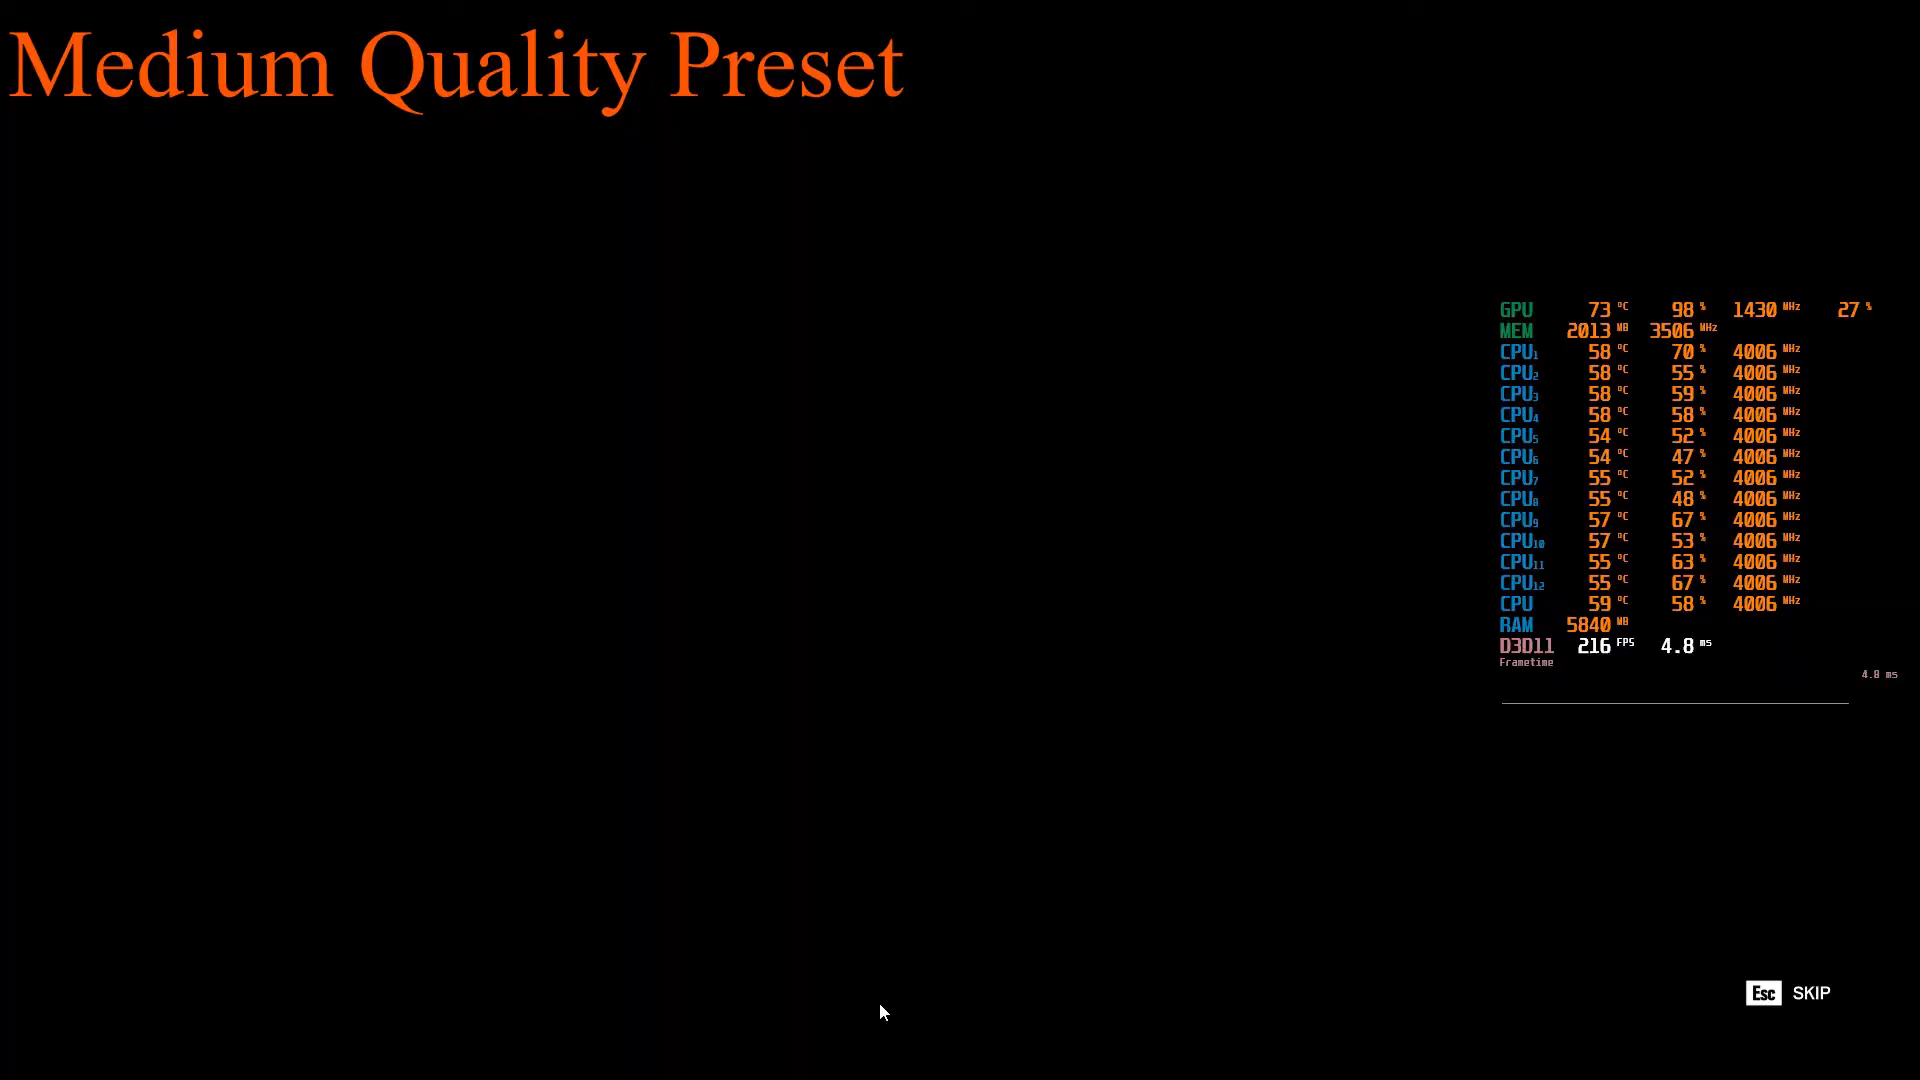 Medium Quality Preset
GPU 73 °C 98 % 1430 MHz 27 %
MEM 2013 MB 3506 MHz
CPU1 58 °C 70 % 4006 MHz
CPU2 58 °C 55 % 4006 MHz
CPU3 58 °C 59 % 4006 MHz
CPU4 58 °C 58 % 4006 MHz
CPU5 54 °C 52 % 4006 MHz
CPU6 54 °C 47 % 4006 MHz
CPU7 55 °C 52 % 4006 MHz
CPU8 55 °C 48 % 4006 MHz
CPU9 57 °C 67 % 4006 MHz
CPU10 57 °C 53 % 4006 MHz
CPU11 55 °C 63 % 4006 MHz
CPU12 55 °C 67 % 4006 MHz
CPU 59 °C 58 % 4006 MHz
RAM 5840 MB
D3D11 216 FPS 4.8 ms
Frametime
4.8 ms
Esc SKIP